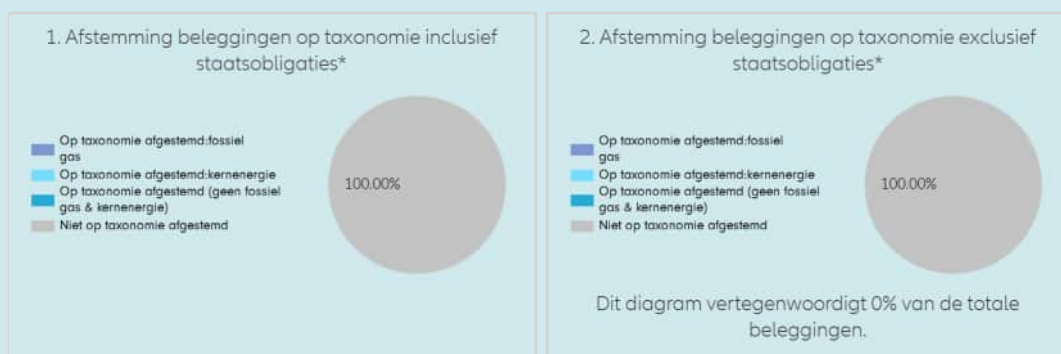 1. Afstemming beleggingen op taxonomie inclusief
staatsobligaties*
Op taxonomie afgestemd:fossiel
gas
Op taxonomie afgestemd:kernenergie
Op taxonomie afgestemd (geen fossiel
gas & kernenergie)
Niet op taxonomie afgestemd
100.00%
2. Afstemming beleggingen op taxonomie exclusief
staatsobligaties*
Op taxonomie afgestemd:fossiel
gas
Op taxonomie afgestemd:kernenergie
Op taxonomie afgestemd (geen fossiel
gas & kernenergie)
Niet op taxonomie afgestemd
100.00%
Dit diagram vertegenwoordigt 0% van de totale
beleggingen.